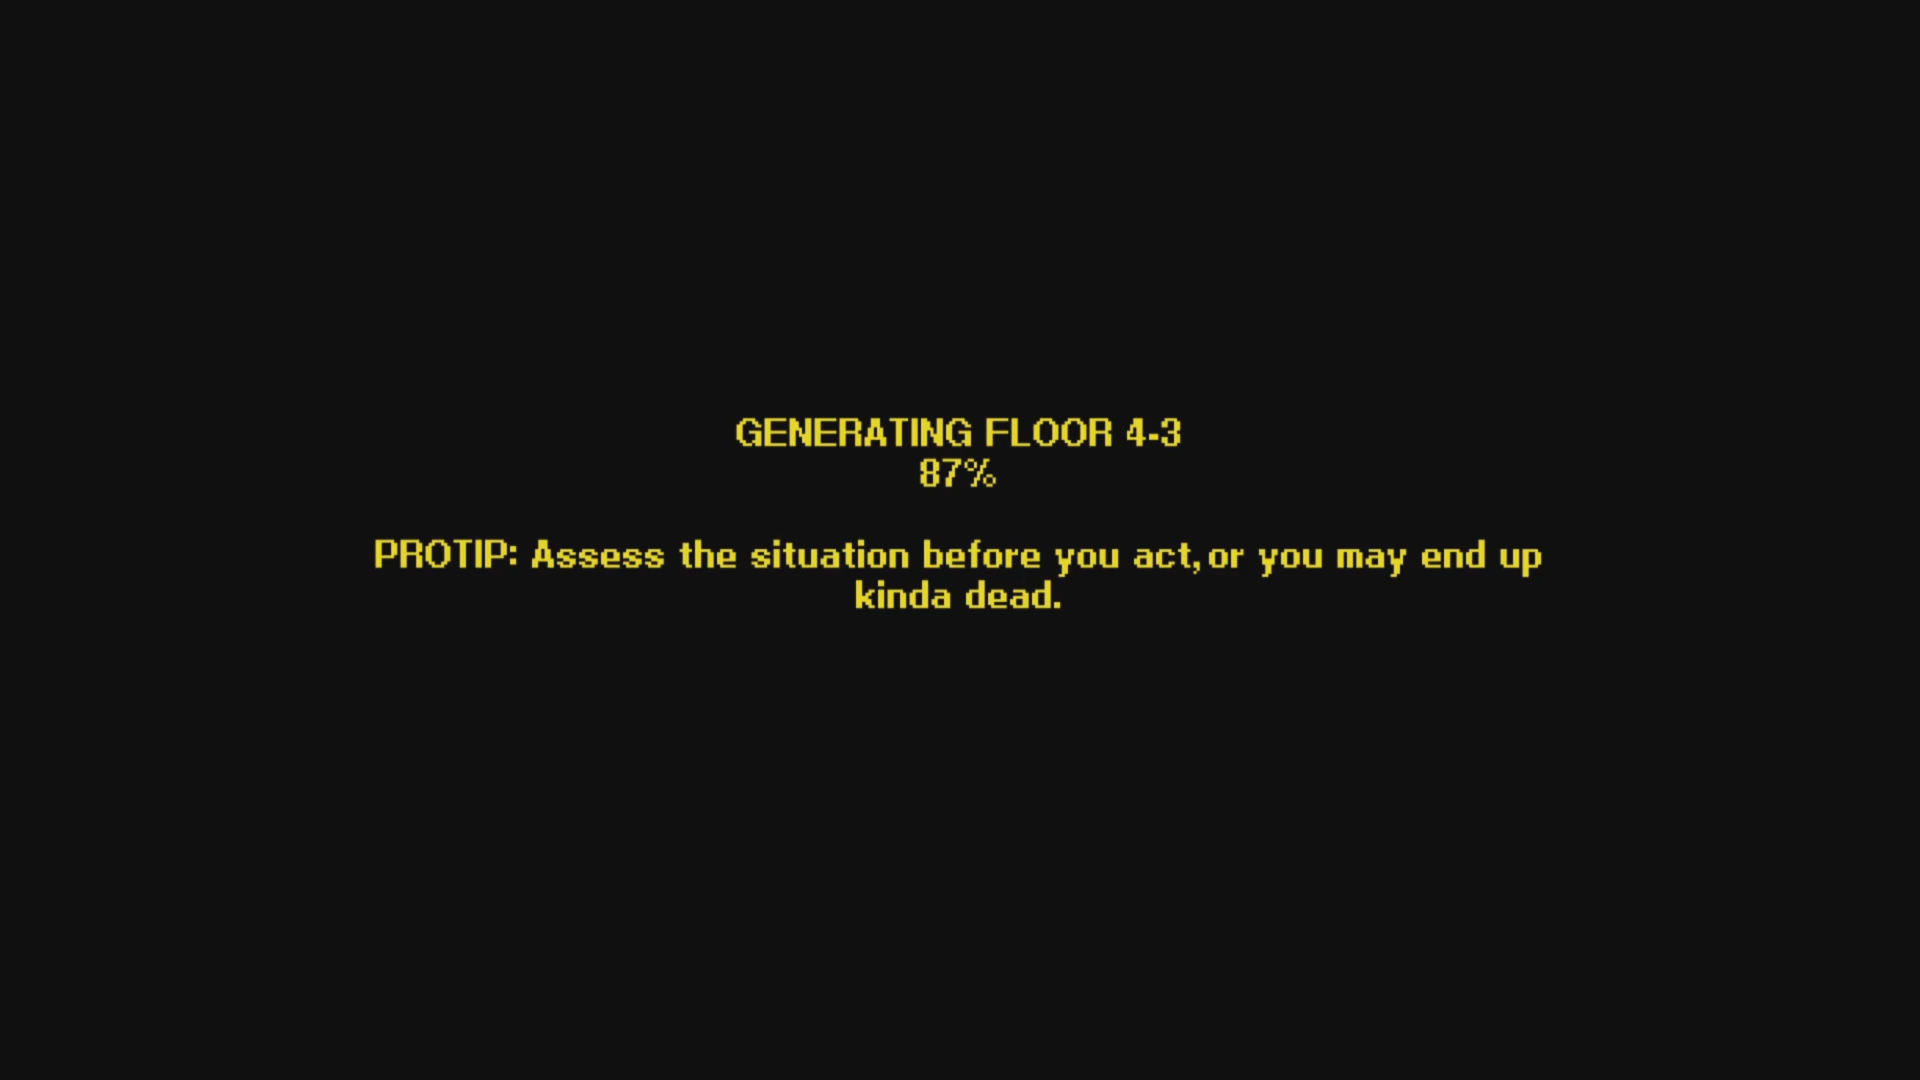 GENERATING FLOOR 4-3
87%
PROTIP: Assess the situation before you act, or you may end up
kinda dead.